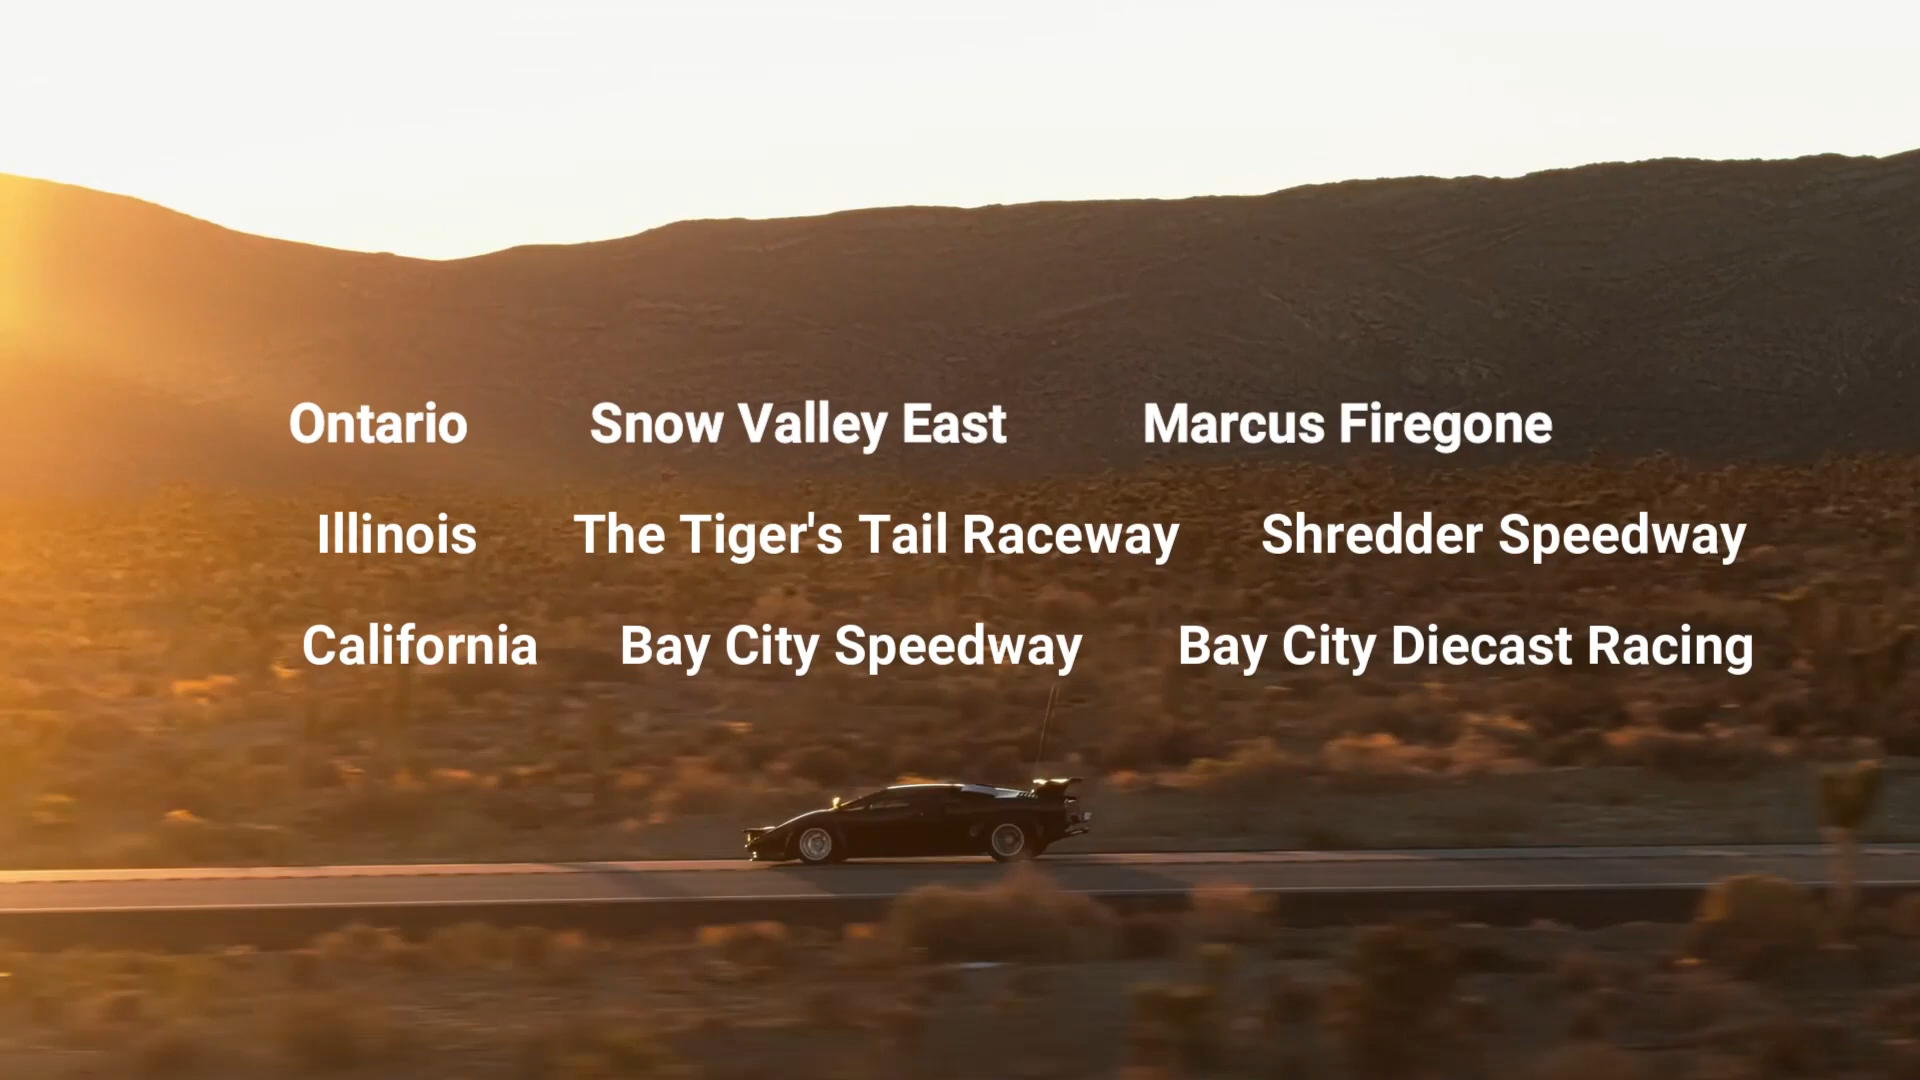 Ontario Snow Valley East Marcus Firegone
Illinois The Tiger's Tail Raceway Shredder Speedway
California Bay City Speedway Bay City Diecast Racing